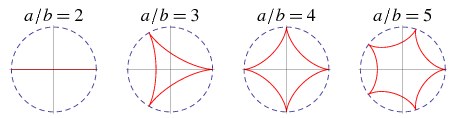 a/b = 2 a/b = 3 a/b = 4 a/b = 5